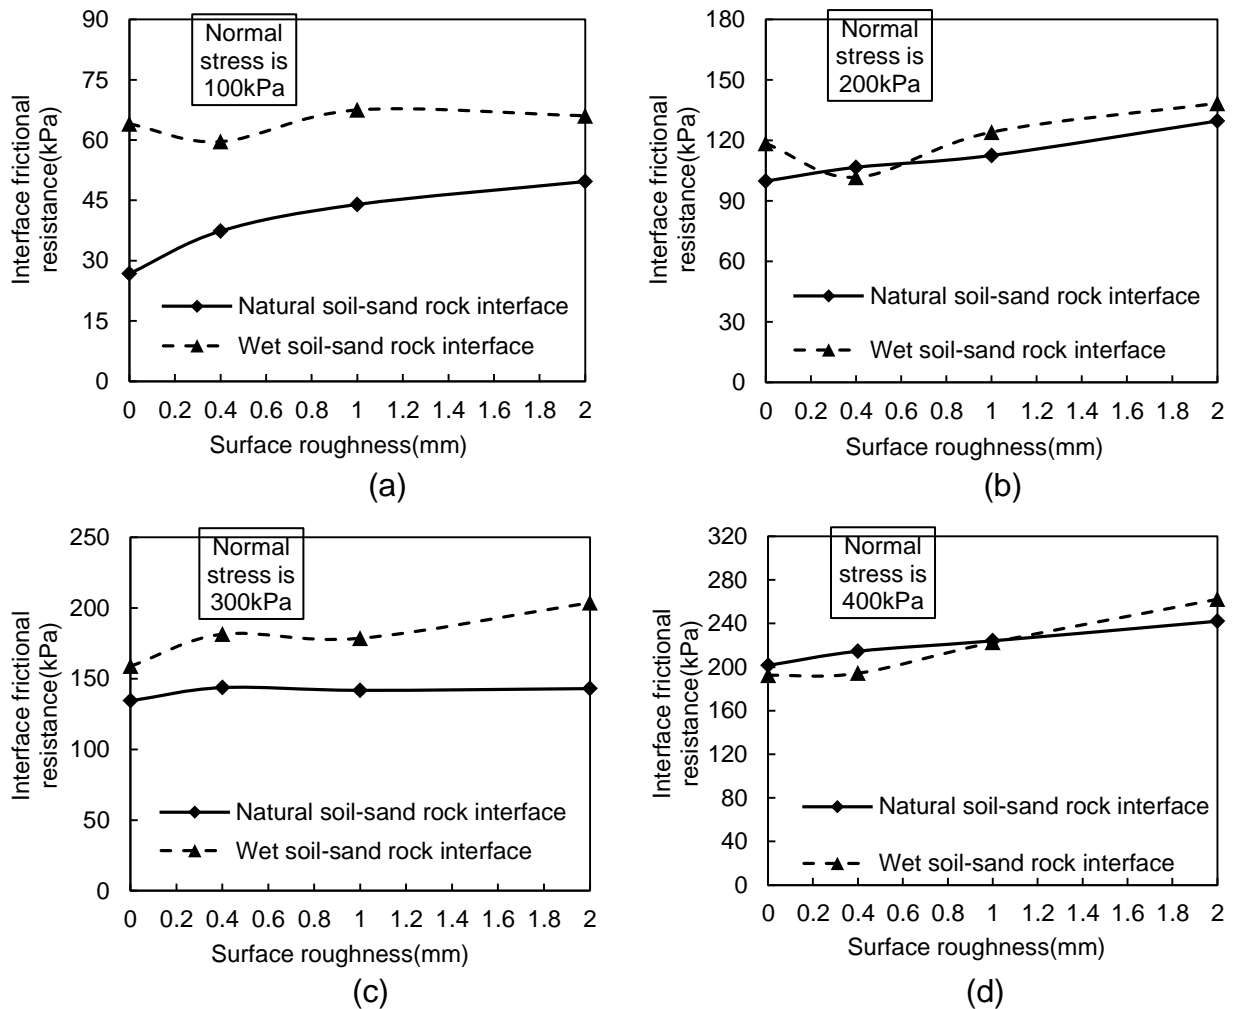 90
75
60
45
30
15
0
Interface frictional
resistance(kPa)
Normal
stress is
100kPa
Natural soil-sand rock interface
Wet soil-sand rock interface
0 0.2 0.4 0.6 0.8 1 1.2 1.4 1.6 1.8 2
Surface roughness(mm)
(a)
180
150
120
90
60
30
0
Interface frictional
resistance(kPa)
Normal
stress is
200kPa
Natural soil-sand rock interface
Wet soil-sand rock interface
0 0.2 0.4 0.6 0.8 1 1.2 1.4 1.6 1.8 2
Surface roughness(mm)
(b)
250
200
150
100
50
0
Interface frictional
resistance(kPa)
Normal
stress is
300kPa
Natural soil-sand rock interface
Wet soil-sand rock interface
0 0.2 0.4 0.6 0.8 1 1.2 1.4 1.6 1.8 2
Surface roughness(mm)
(c)
320
280
240
200
160
120
80
40
0
Interface frictional
resistance(kPa)
Normal
stress is
400kPa
Natural soil-sand rock interface
Wet soil-sand rock interface
0 0.2 0.4 0.6 0.8 1 1.2 1.4 1.6 1.8 2
Surface roughness(mm)
(d)